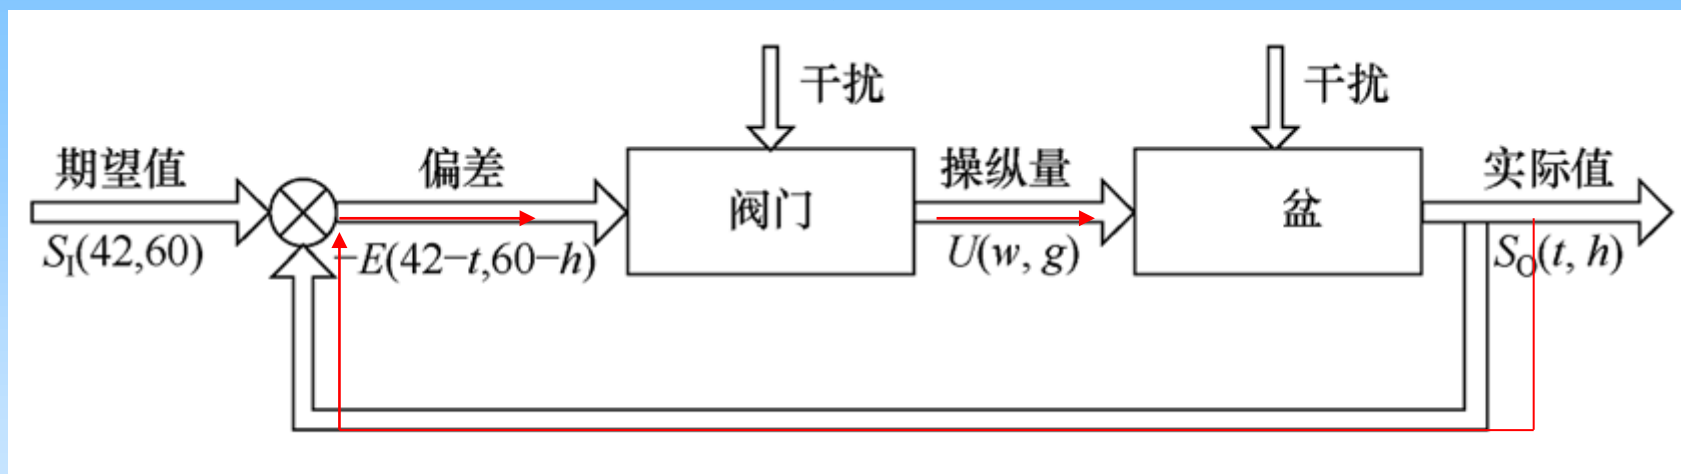 干扰
干扰
期望值
偏差
操纵量
实际值
阀门
盆
S_I(42,60)
−E(42−t,60−h)
U(w, g)
S_O(t, h)